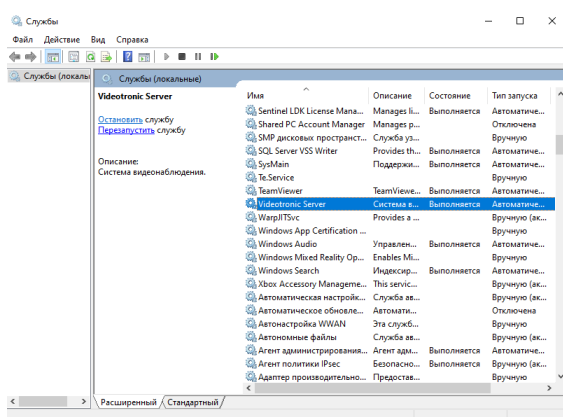 Службы
Файл Действие Вид Справка
Службы (локалы
Службы (локальные)
Videotronic Server
Остановить службу
Перезапустить службу
Описание:
Система видеонаблюдения.
Имя Описание Состояние Тип запуска
Sentinel LDK License Mana... Manages li... Выполняется Автоматиче...
Shared PC Account Manager Manages p... Отключена
SMP дисковых пространст... Служба уз... Вручную
SQL Server VSS Writer Provides th... Выполняется Автоматиче...
SysMain Поддержи... Выполняется Автоматиче...
Te.Service Вручную
TeamViewer TeamViewe... Выполняется Автоматиче...
Videotronic Server Система в... Выполняется Автоматиче...
WarpJITSvc Provides a ... Вручную (ак...
Windows App Certification ... Вручную
Windows Audio Управлен... Выполняется Автоматиче...
Windows Mixed Reality Op... Enables Mi... Вручную
Windows Search Индексир... Выполняется Автоматиче...
Xbox Accessory Manageme... This servic... Вручную (ак...
Автоматическая настройк... Служба ав... Вручную (ак...
Автоматическое обновле... Автомати... Отключена
Автонастройка WWAN Эта служб... Вручную
Автономные файлы Служба ав... Вручную (ак...
Агент администрирования... Агент адм... Выполняется Автоматиче...
Агент политики IPsec Безопасно... Выполняется Вручную (ак...
Адаптер производительно... Предостав... Вручную
Расширенный Стандартный